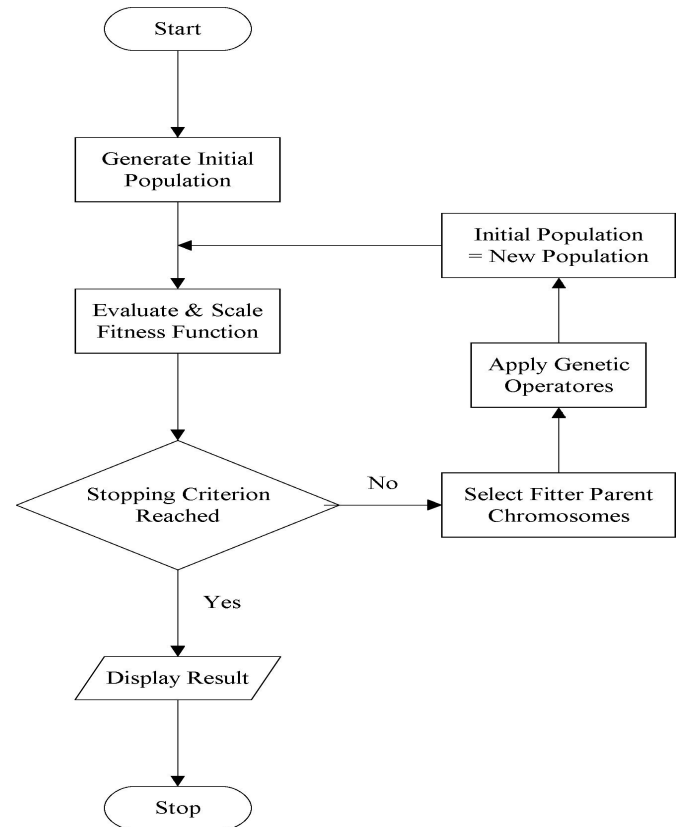 Start
Generate Initial
Population
Initial Population
= New Population
Evaluate & Scale
Fitness Function
Apply Genetic
Operatores
Stopping Criterion
Reached
No
Select Fitter Parent
Chromosomes
Yes
Display Result
Stop